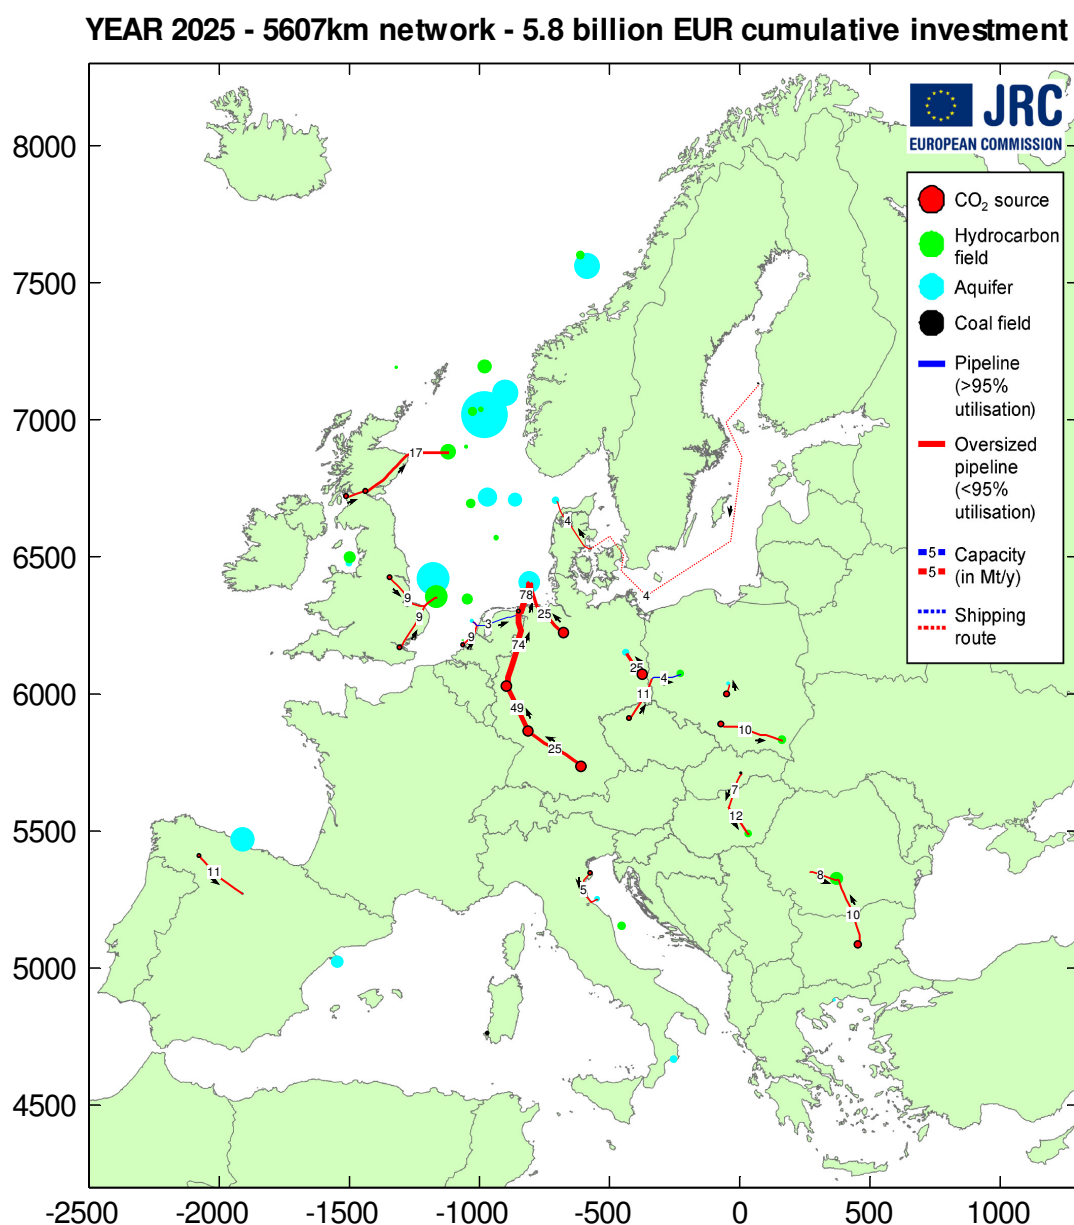 YEAR 2025 - 5607km network - 5.8 billion EUR cumulative investment
8000
7500
7000
6500
6000
5500
5000
4500
-2500
-2000
-1500
-1000
-500
0
500
1000
JRC
EUROPEAN COMMISSION
CO2 source
Hydrocarbon
field
Aquifer
Coal field
Pipeline
(>95%
utilisation)
Oversized
pipeline
(<95%
utilisation)
5 Capacity
5 (in Mt/y)
Shipping
route
17
4
4
9
9
9
3
78
25
74
49
25
25
4
11
10
7
12
11
5
8
10